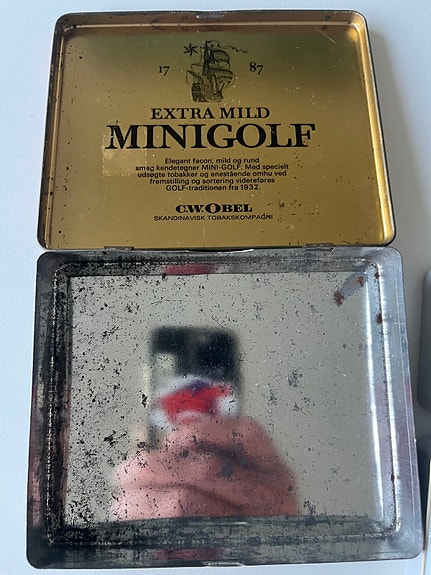 17 87
EXTRA MILD
MINIGOLF
Elegant facon, mild og rund
smag kendetegner MINI-GOLF. Med specielt
udsøgte tobakker og enestående omhu ved
fremstilling og sortering videreføres
GOLF-traditionen fra 1932.
C.W.OBEL
SKANDINAVISK TOBAKSKOMPAGNI